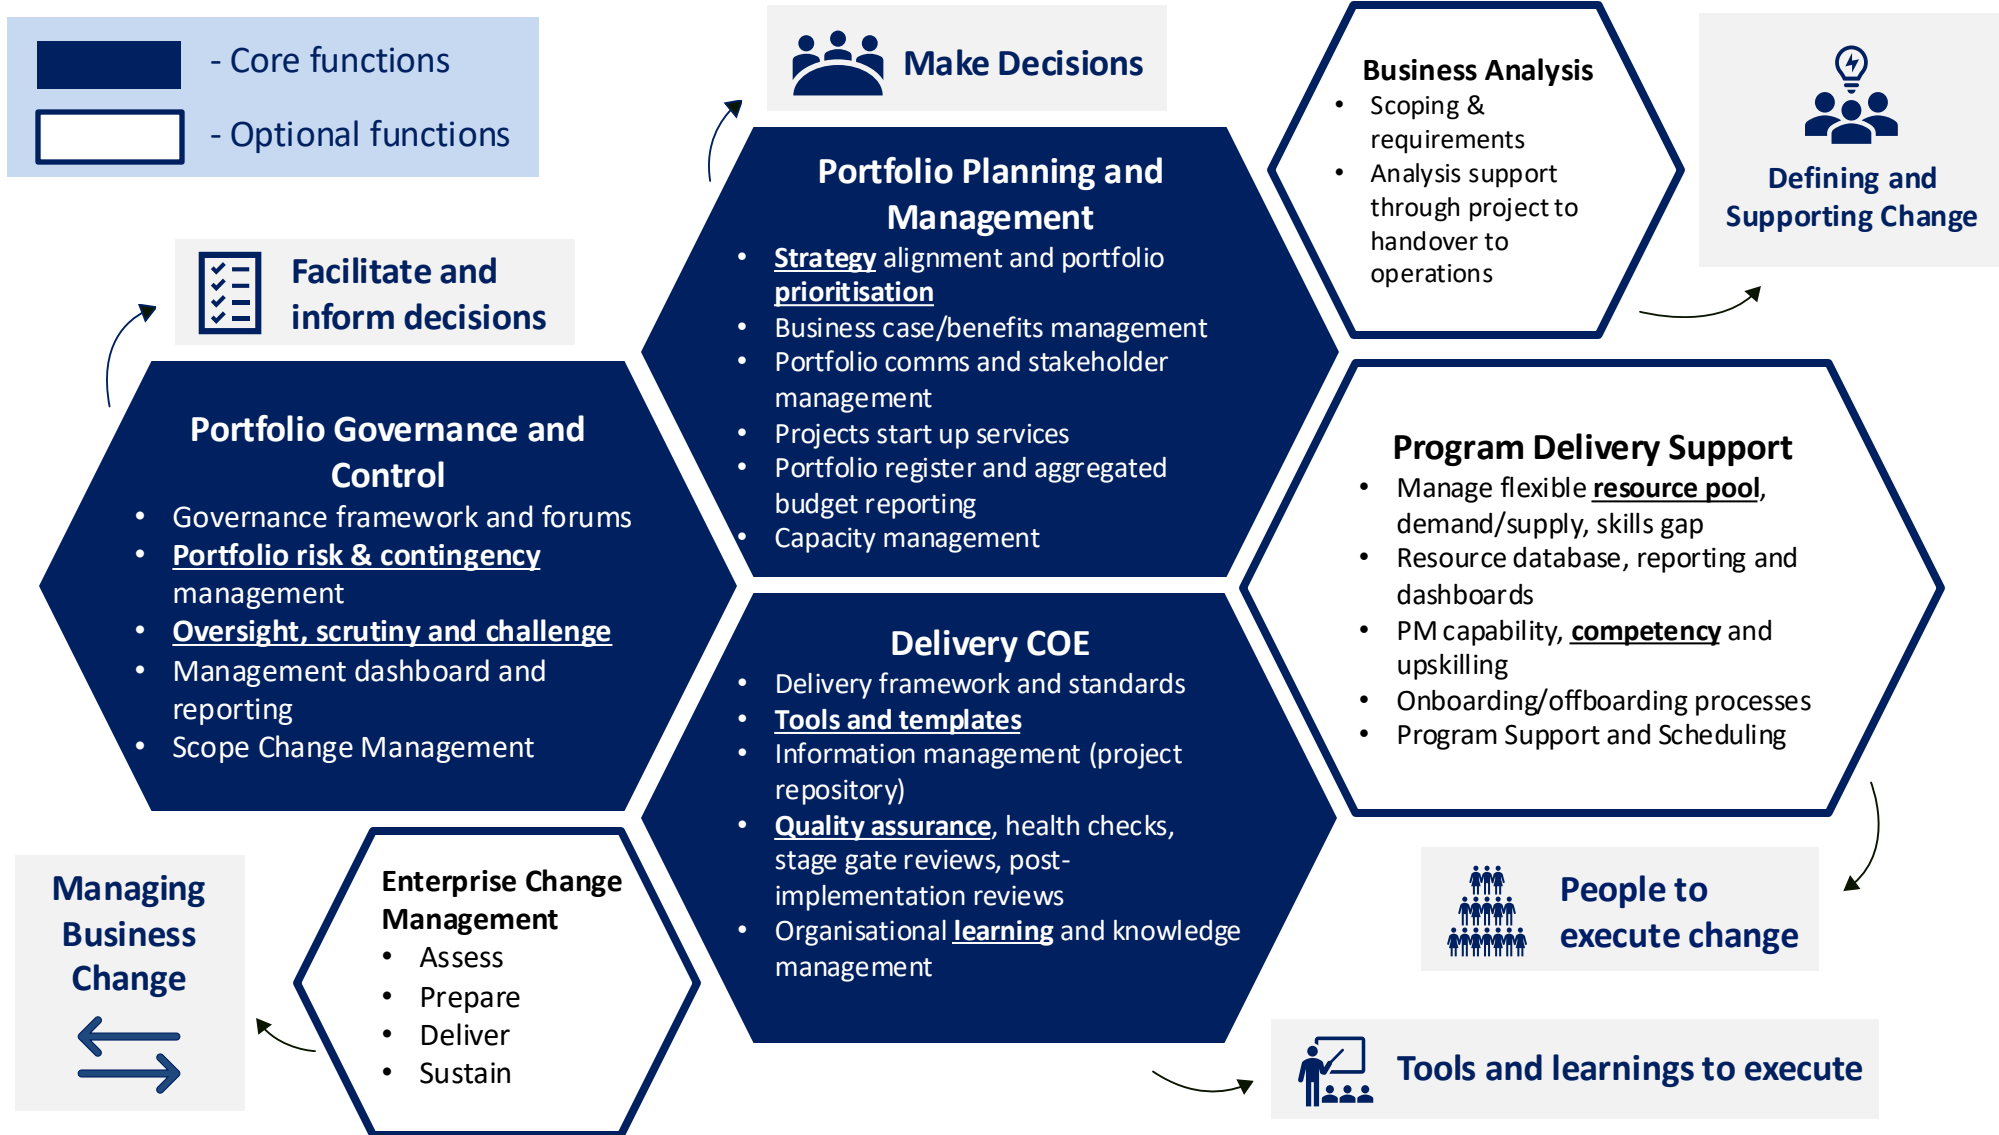 - Core functions
- Optional functions
Make Decisions
Portfolio Planning and
Management
• Strategy alignment and portfolio
prioritisation
• Business case/benefits management
• Portfolio comms and stakeholder
management
• Projects start up services
• Portfolio register and aggregated
budget reporting
• Capacity management
Business Analysis
• Scoping &
requirements
• Analysis support
through project to
handover to
operations
Defining and
Supporting Change
Facilitate and
inform decisions
Portfolio Governance and
Control
• Governance framework and forums
• Portfolio risk & contingency
management
• Oversight, scrutiny and challenge
• Management dashboard and
reporting
• Scope Change Management
Program Delivery Support
• Manage flexible resource pool,
demand/supply, skills gap
• Resource database, reporting and
dashboards
• PM capability, competency and
upskilling
• Onboarding/offboarding processes
• Program Support and Scheduling
Delivery COE
• Delivery framework and standards
• Tools and templates
• Information management (project
repository)
• Quality assurance, health checks,
stage gate reviews, post-
implementation reviews
• Organisational learning and knowledge
management
Managing
Business
Change
Enterprise Change
Management
• Assess
• Prepare
• Deliver
• Sustain
People to
execute change
Tools and learnings to execute